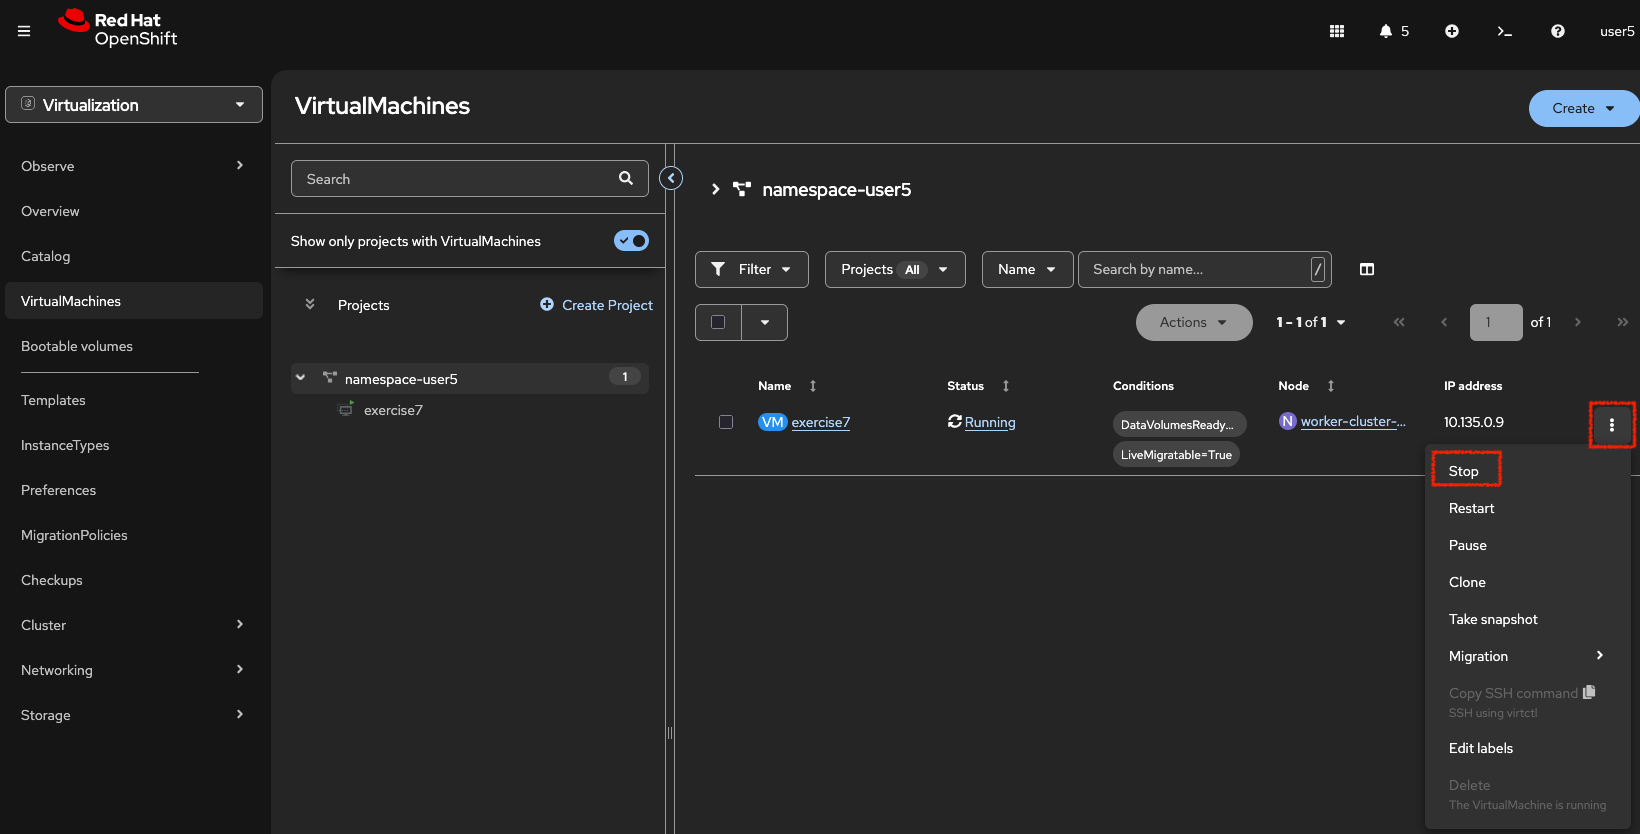 Red Hat
OpenShift
5
user5
Virtualization
Observe
Overview
Catalog
VirtualMachines
Bootable volumes
Templates
InstanceTypes
Preferences
MigrationPolicies
Checkups
Cluster
Networking
Storage
VirtualMachines
Create
Search
Show only projects with VirtualMachines
Projects
Create Project
namespace-user5 1
exercise7
namespace-user5
Filter Projects All Name Search by name... /
Actions 1 - 1 of 1 1 of 1
Name Status Conditions Node IP address
VM exercise7 Running DataVolumesReady... N worker-cluster-... 10.135.0.9
LiveMigratable=True
Stop
Restart
Pause
Clone
Take snapshot
Migration
Copy SSH command
SSH using virtctl
Edit labels
Delete
The VirtualMachine is running